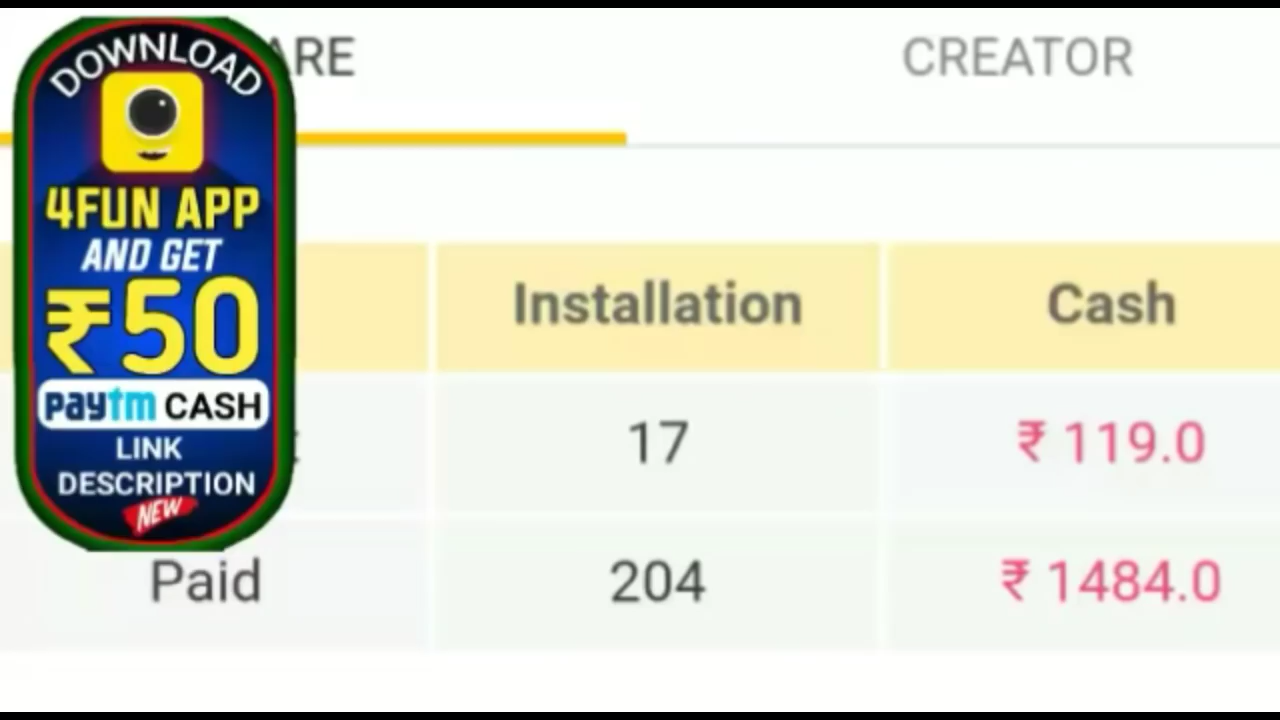 DOWNLOAD
4FUN APP
AND GET
₹50
paytm CASH
LINK
DESCRIPTION
NEW
CREATOR
Installation
Cash
17
₹ 119.0
Paid
204
₹ 1484.0